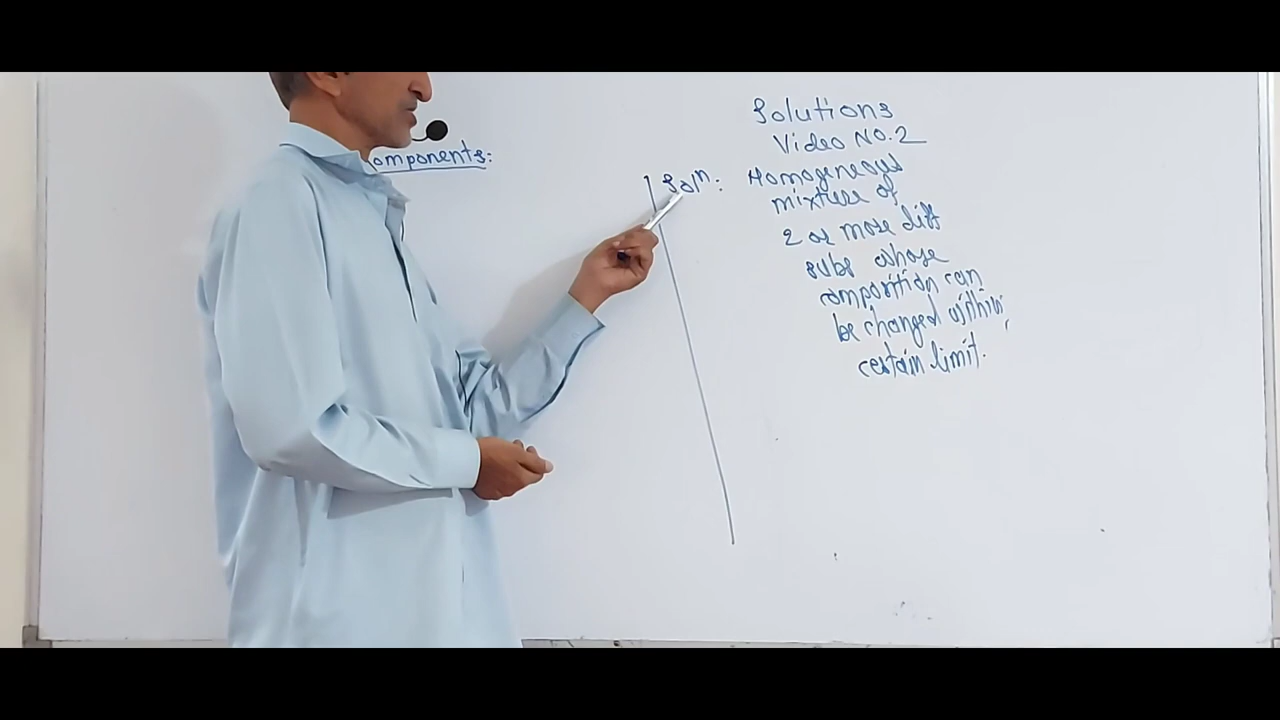 omponents:
Solutions
Video No.2
Soln: Homogeneous
mixture of
2 or more diff
subs whose
composition can
be changed within
certain limit.